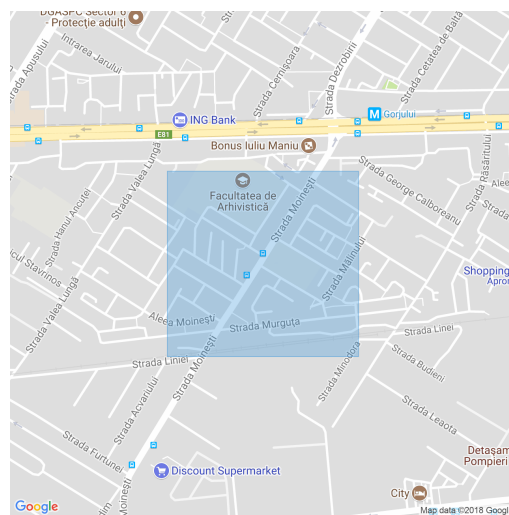 DGASPC Sector 6
- Protecție adulți
Intrarea Jarului
Strada Apusului
Strada Cernișoara
Strada Dezrobirii
Strada Cetatea de Baltă
ING Bank
Gorjului
E81
Bonus Iuliu Maniu
Strada Valea Lungă
Strada Hanul Ancuței
Facultatea de
Arhivistică
Strada Moinești
Strada George Călboreanu
Strada Răsăritului
Alee
Strada Mălinului
icul Stavrinos
Strada Valea Lungă
Shopping
Apron
Aleea Moinești
Strada Murguța
Strada Liniei
Strada Liniei
Strada Moinești
Strada Minodora
Strada Budieni
Strada Acvariului
Strada Leaota
Strada Furtunei
Discount Supermarket
Detașam
Pompieri
City
Moinești
dim
Google
Map data ©2018 Googl